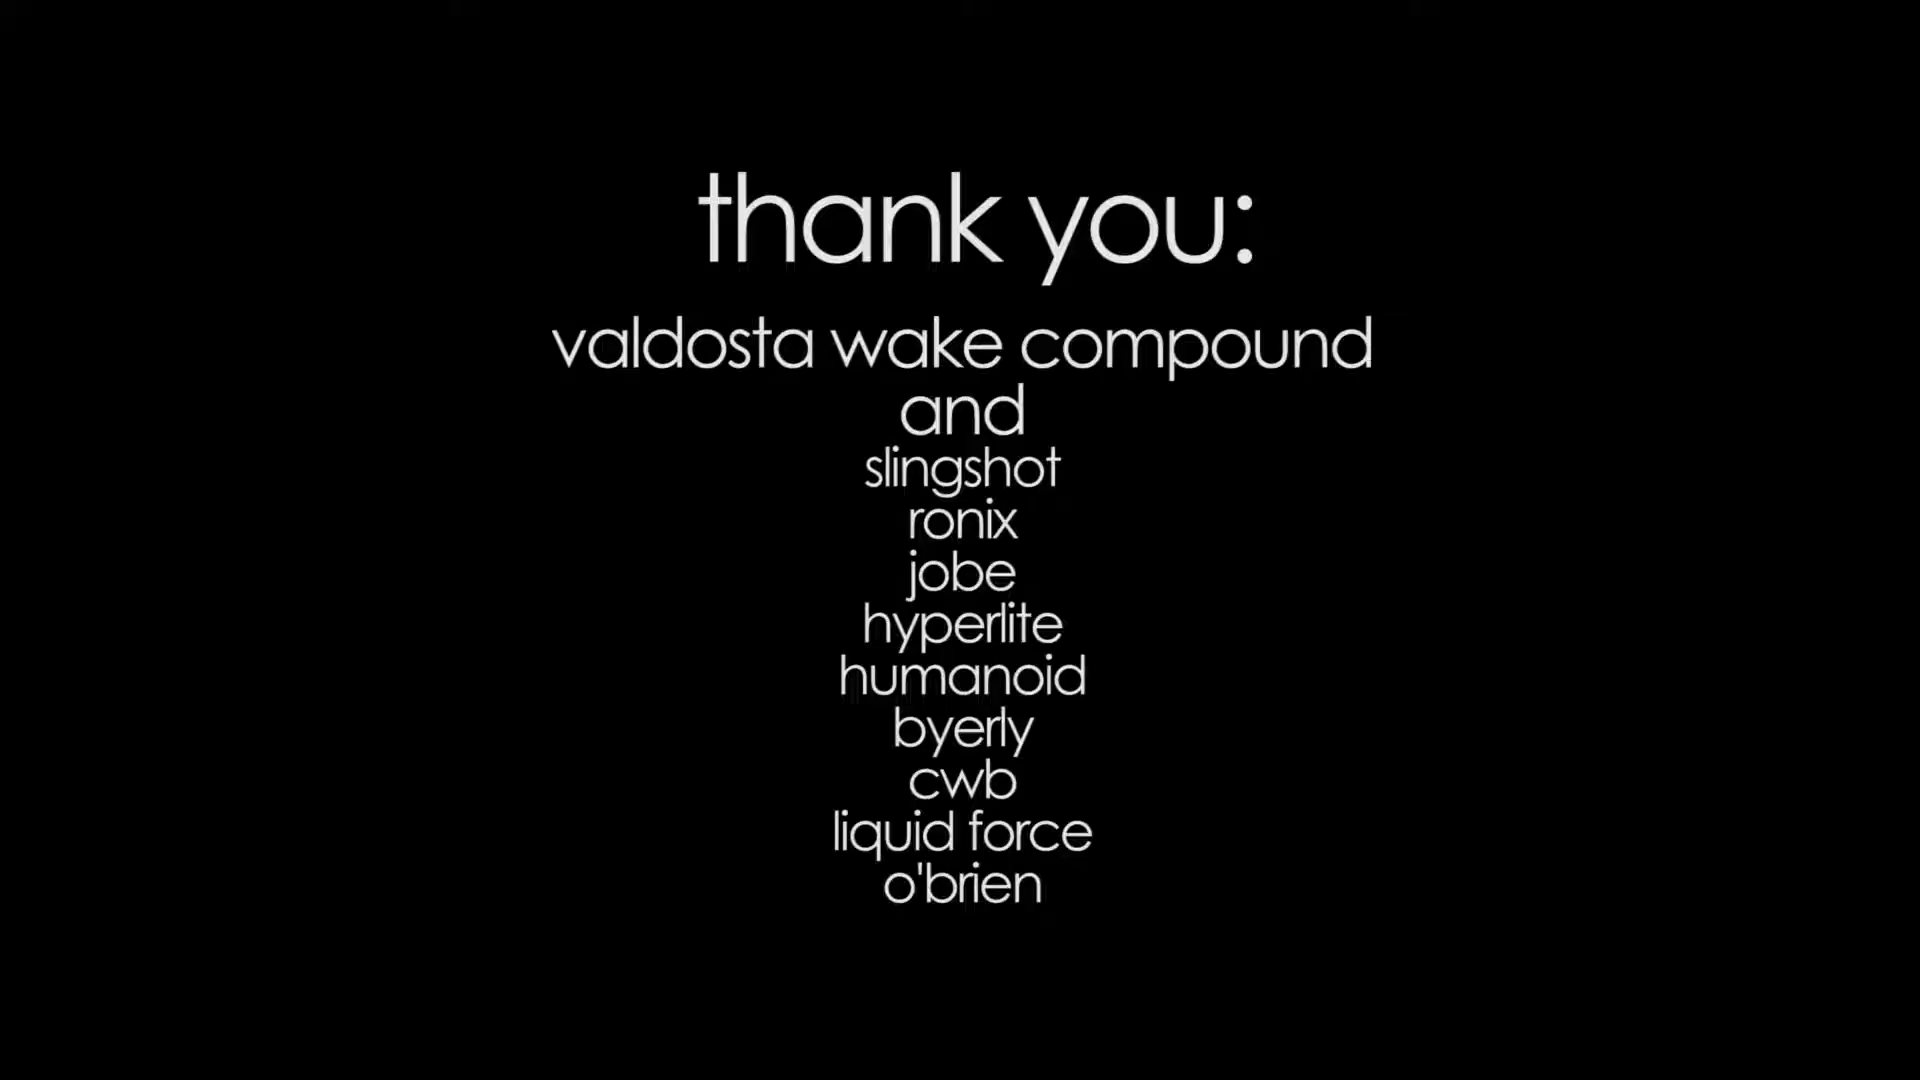 thank you:
valdosta wake compound
and
slingshot
ronix
jobe
hyperlite
humanoid
byerly
cwb
liquid force
o'brien